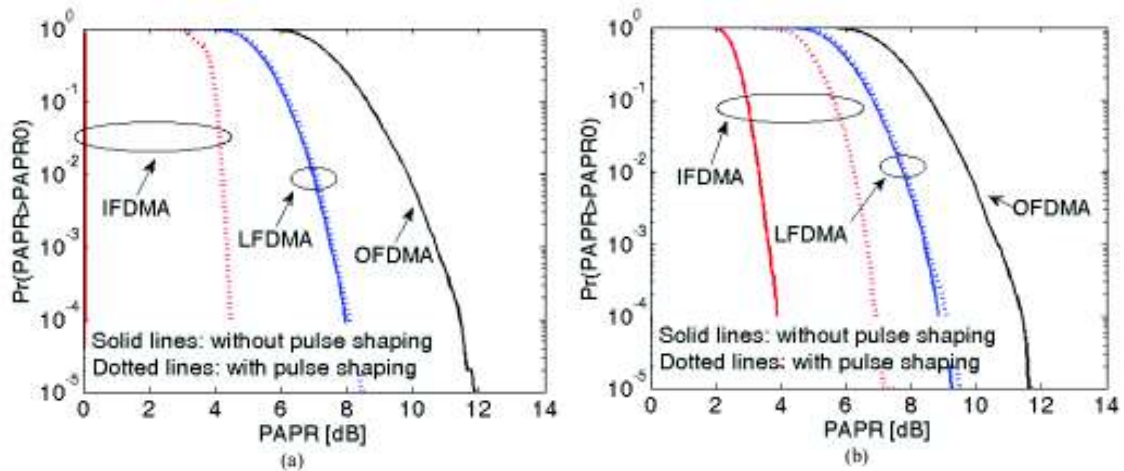 10^0
10^-1
10^-2
10^-3
10^-4
10^-5
Pr(PAPR>PAPR0)
IFDMA
LFDMA
OFDMA
Solid lines: without pulse shaping
Dotted lines: with pulse shaping
0 2 4 6 8 10 12 14
PAPR [dB]
(a)
10^0
10^-1
10^-2
10^-3
10^-4
10^-5
Pr(PAPR>PAPR0)
IFDMA
LFDMA
OFDMA
Solid lines: without pulse shaping
Dotted lines: with pulse shaping
0 2 4 6 8 10 12 14
PAPR [dB]
(b)